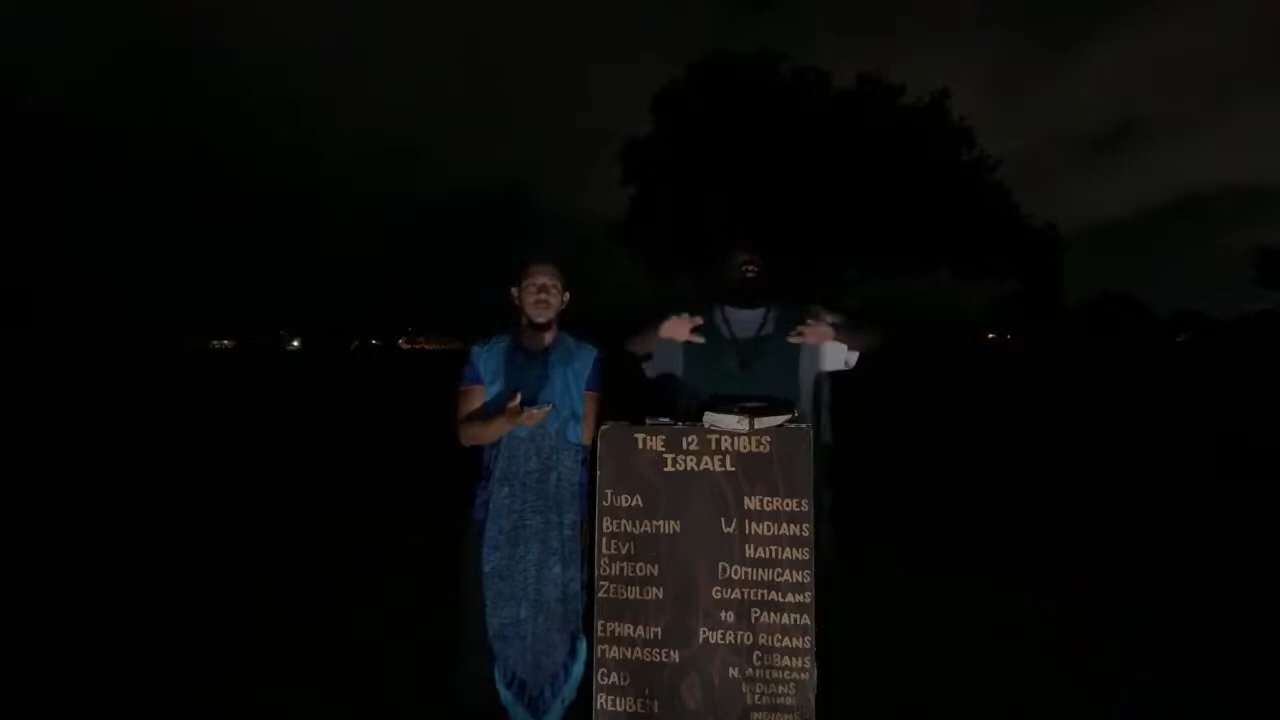 THE 12 TRIBES
ISRAEL
JUDA NEGROES
BENJAMIN W. INDIANS
LEVI HAITIANS
SIMEON DOMINICANS
ZEBULON GUATEMALANS
to PANAMA
EPHRAIM PUERTO RICANS
MANASSEH CUBANS
GAD N. AMERICAN
INDIANS
REUBEN
INDIANS